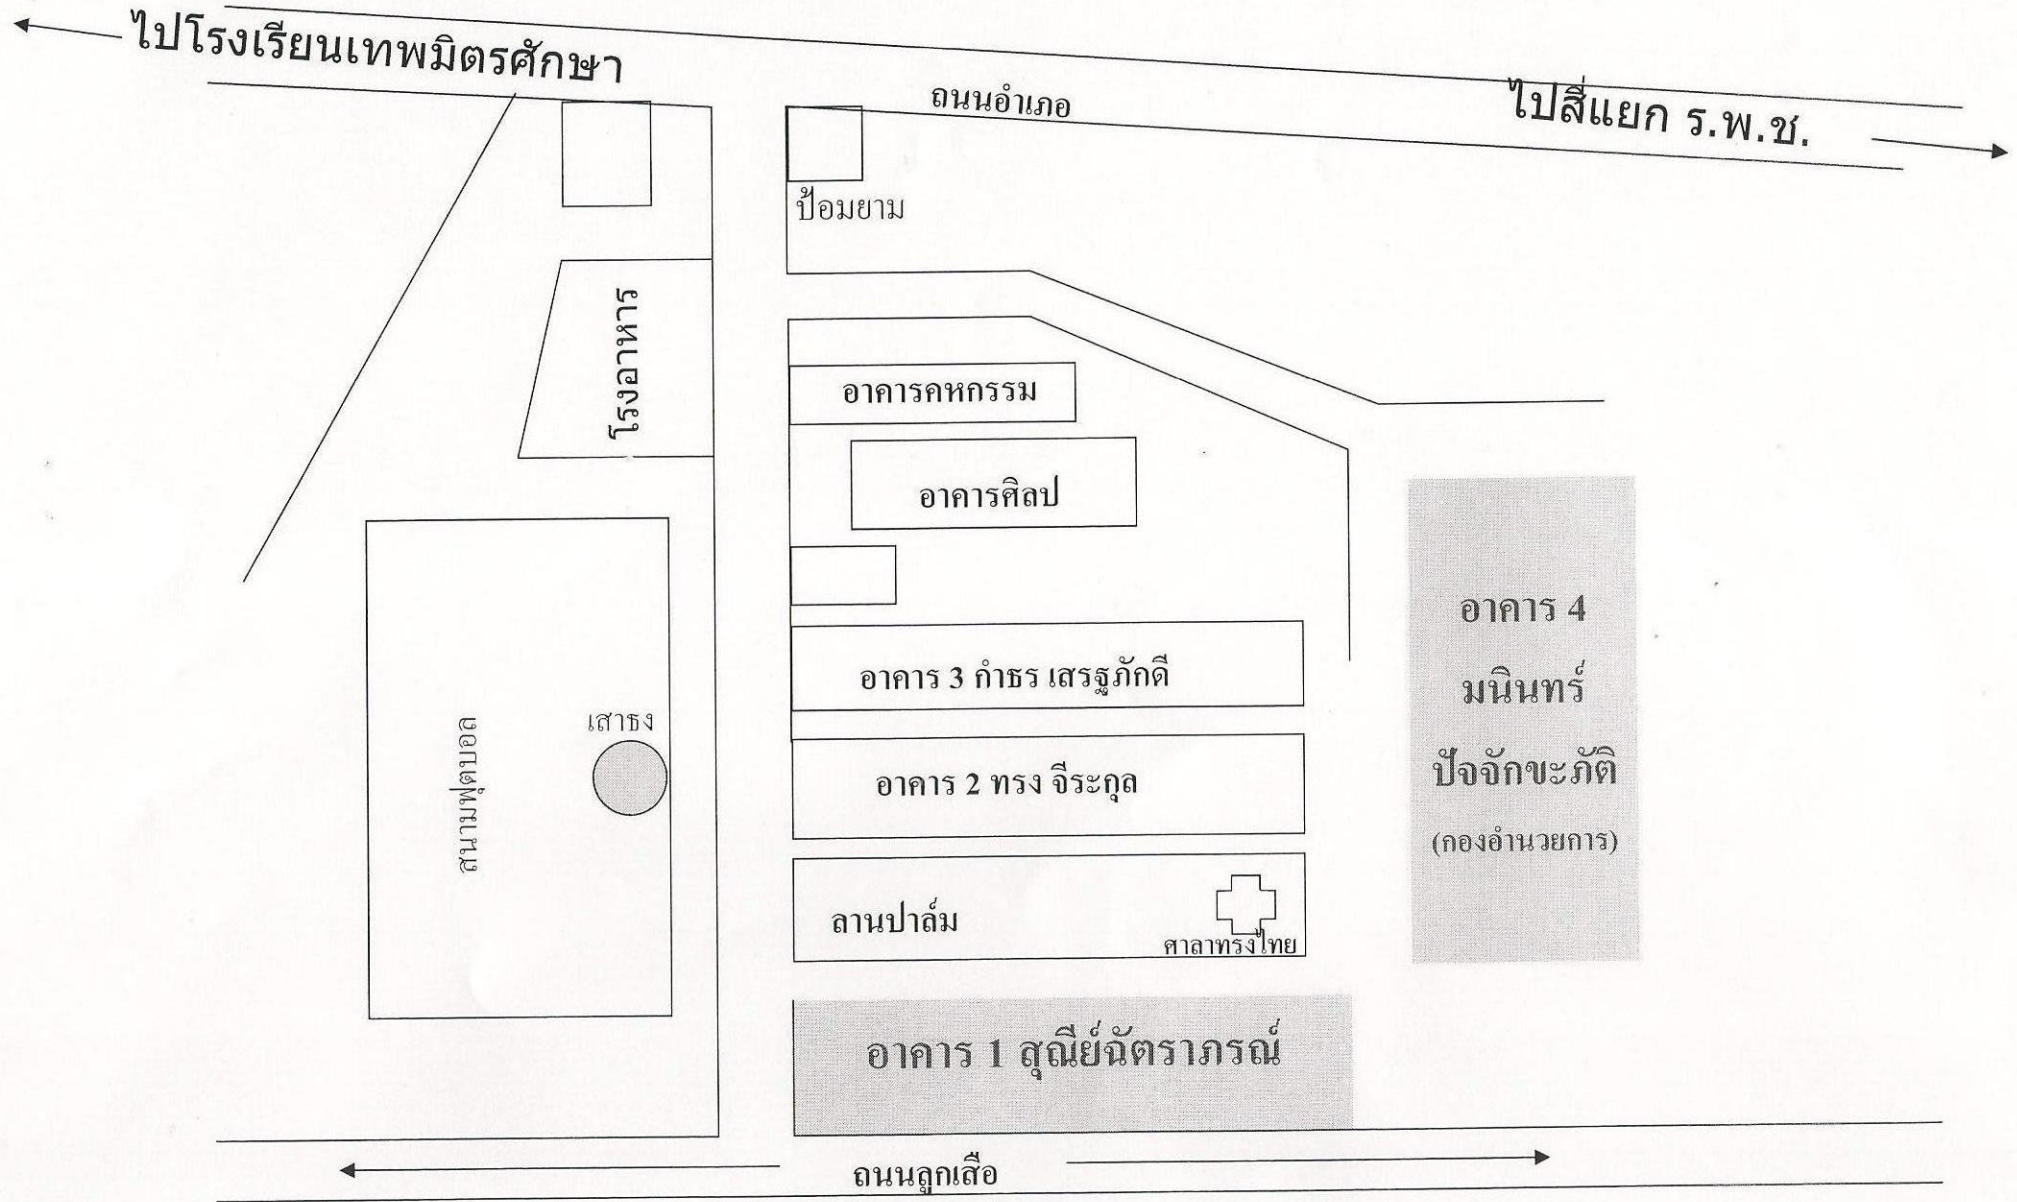 ไปโรงเรียนเทพมิตรศักษา
ถนนอำเภอ
ไปสี่แยก ร.พ.ช.
ป้อมยาม
โรงอาหาร
อาคารคหกรรม
อาคารศิลป
อาคาร 3 กำธร เสรฐภักดี
อาคาร 4
มนินทร์
ปัจจักขะภัติ
(กองอำนวยการ)
เสาธง
สนามฟุตบอล
อาคาร 2 ทรง จีระกุล
ลานปาล์ม
ศาลาทรงไทย
อาคาร 1 สุณีย์ฉัตราภรณ์
ถนนลูกเสือ